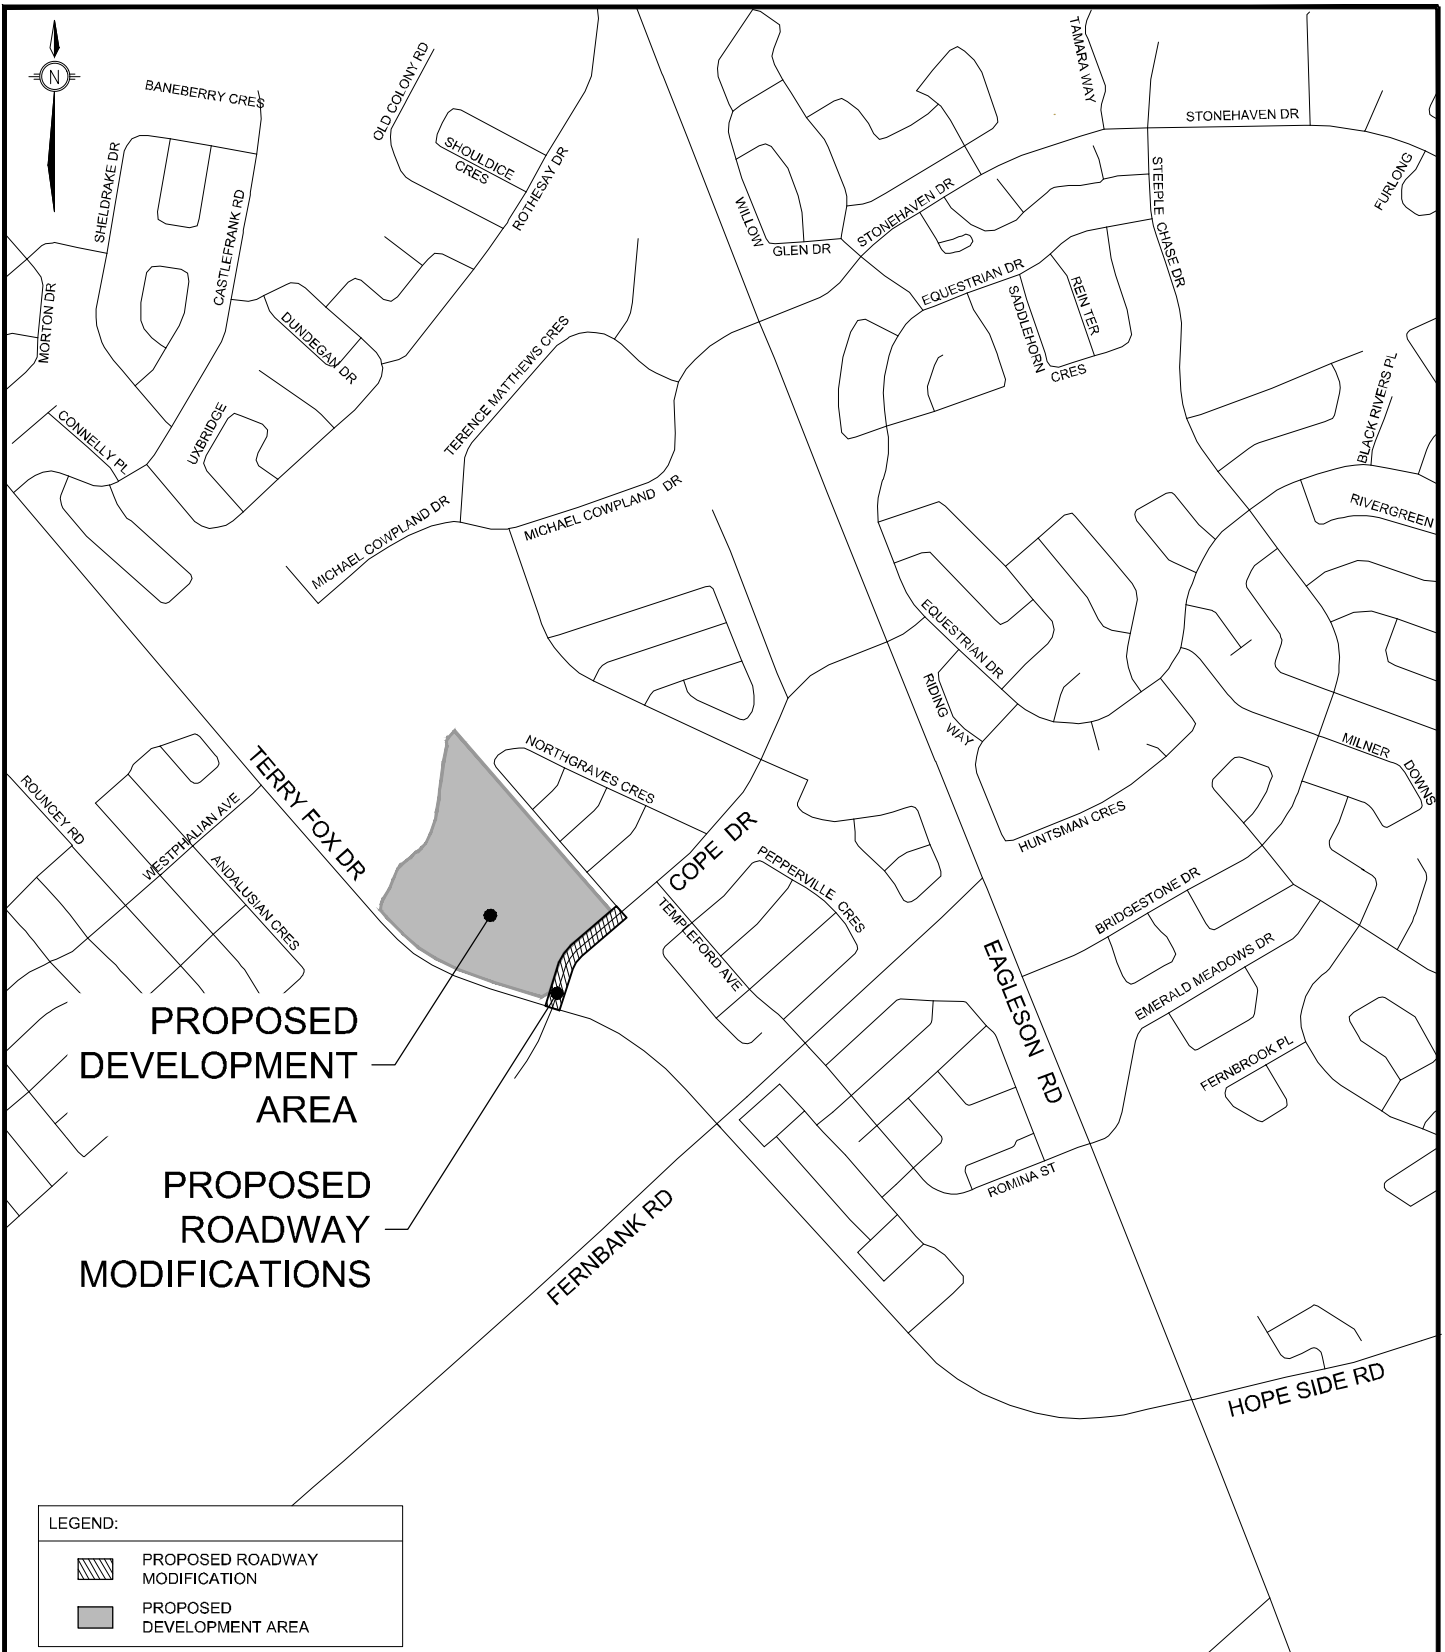 N
BANEBERRY CRES
OLD COLONY RD
SHOULDICE
CRES
ROTHESAY DR
SHELDRAKE DR
CASTLEFRANK RD
MORTON DR
DUNDEGAN DR
UXBRIDGE
CONNELLY PL
TAMARA WAY
STONEHAVEN DR
FURLONG
WILLOW
GLEN DR
STONEHAVEN DR
STEEPLE CHASE DR
EQUESTRIAN DR
SADDLEHORN
CRES
REINTER
TERENCE MATTHEWS CRES
MICHAEL COWPLAND DR
MICHAEL COWPLAND DR
BLACK RIVERS PL
RIVERGREEN
EQUESTRIAN DR
RIDING WAY
MILNER
DOWNS
HUNTSMAN CRES
NORTHGRAVES CRES
TERRY FOX DR
ROUNCEY RD
WESTPHALIAN AVE
ANDALUSIAN CRES
COPE DR
PEPPERVILLE CRES
TEMPLEFORD AVE
BRIDGESTONE DR
EMERALD MEADOWS DR
EAGLESON RD
FERNBROOK PL
ROMINA ST
PROPOSED
DEVELOPMENT
AREA
PROPOSED
ROADWAY
MODIFICATIONS
FERNBANK RD
HOPE SIDE RD
LEGEND:
PROPOSED ROADWAY
MODIFICATION
PROPOSED
DEVELOPMENT AREA